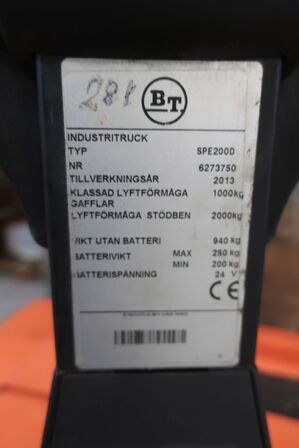 281
BT
INDUSTRITRUCK
TYP SPE200D
NR 6273750
TILLVERKNINGSÅR 2013
KLASSAD LYFTFÖRMÅGA 1000kg
GAFFLAR
LYFTFÖRMÅGA STÖDBEN 2000kg
VIKT UTAN BATTERI 940 kg
BATTERIVIKT MAX 250 kg
MIN 200 kg
BATTERISPÄNNING 24 V
CE